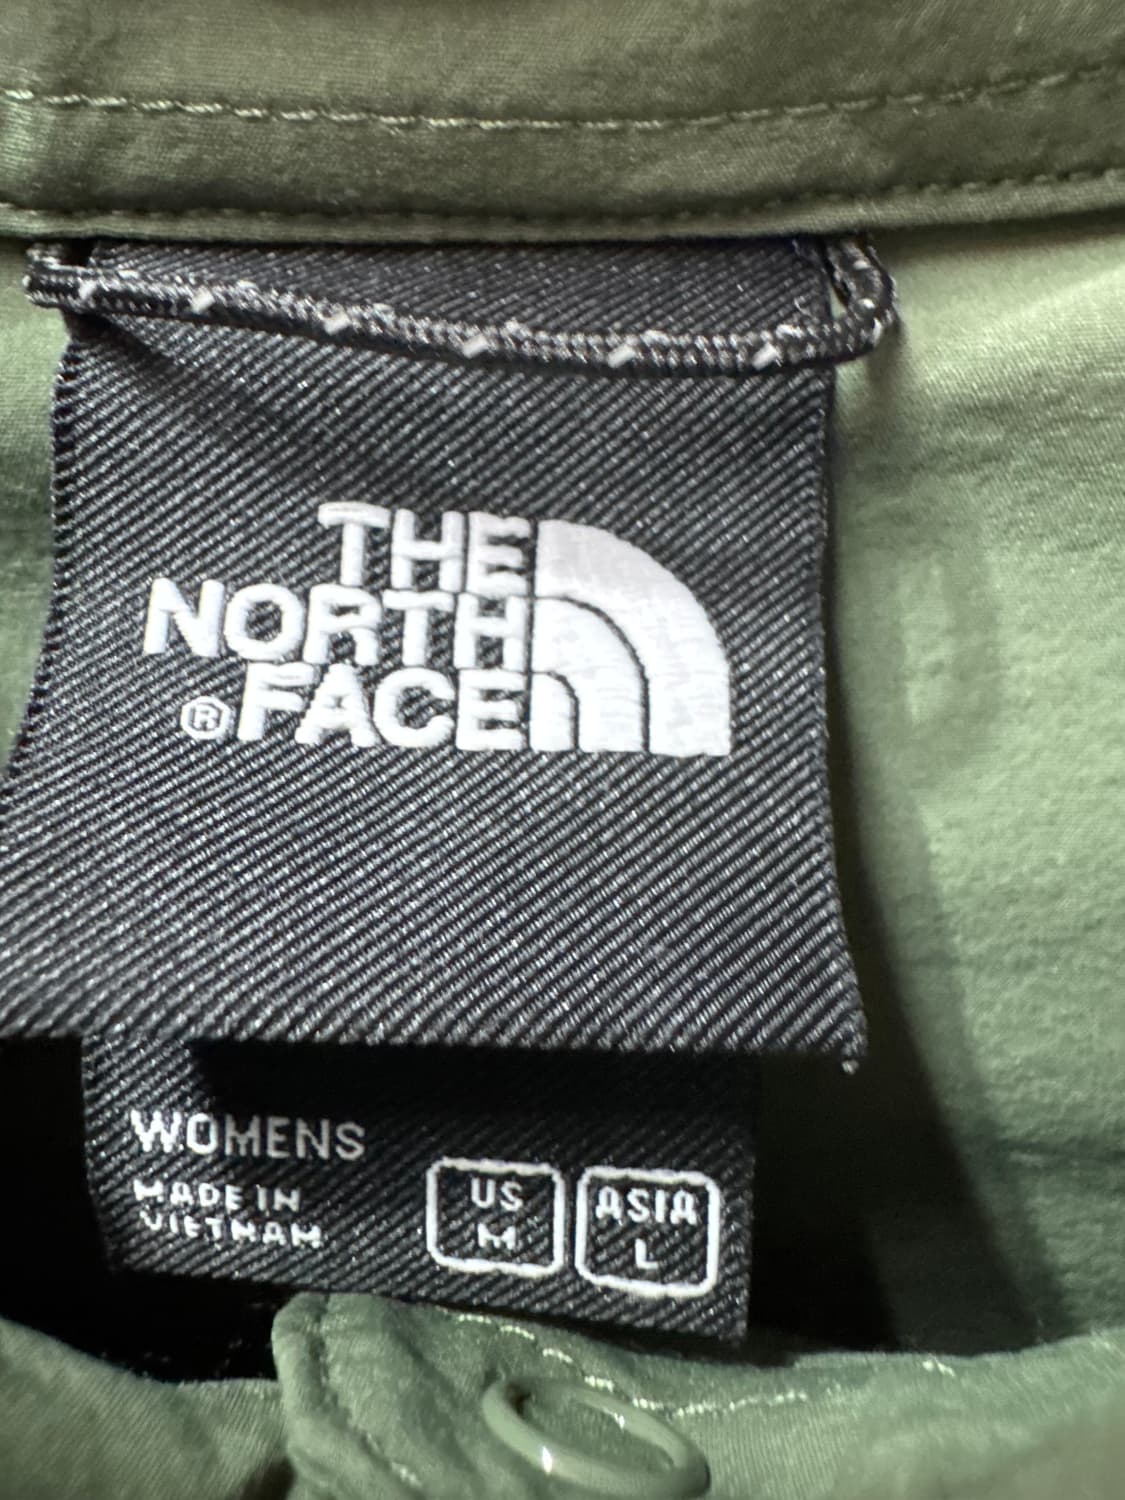 THE
NORTH
®FACE
WOMENS
MADE IN
VIETNAM
US
M
ASIA
L